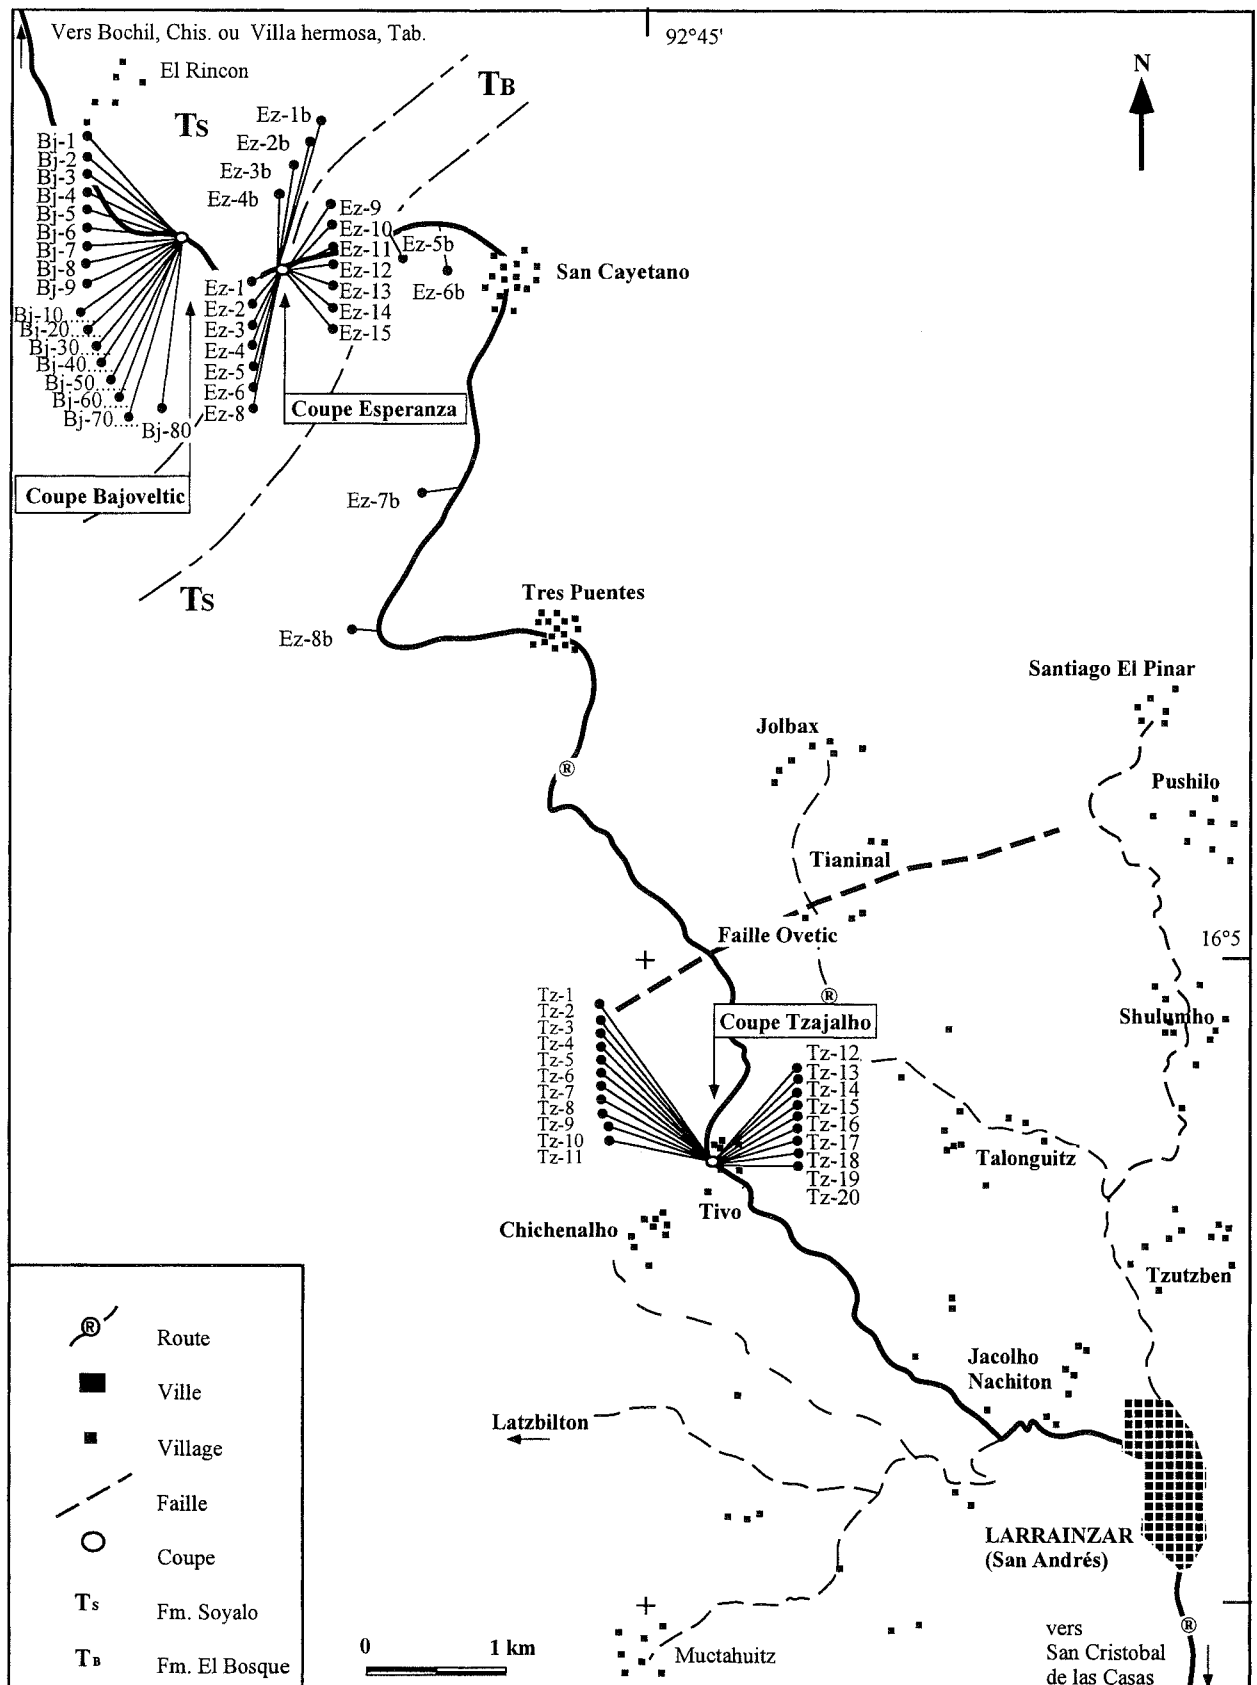 Vers Bochil, Chis. ou Villa hermosa, Tab.
92°45'
El Rincon
N
TB
Ts
Bj-1
Bj-2
Bj-3
Bj-4
Bj-5
Bj-6
Bj-7
Bj-8
Bj-9
Bj-10
Bj-20
Bj-30
Bj-40
Bj-50
Bj-60
Bj-70
Bj-80
Ez-1b
Ez-2b
Ez-3b
Ez-4b
Ez-9
Ez-10
Ez-11
Ez-12
Ez-13
Ez-14
Ez-15
Ez-5b
Ez-6b
San Cayetano
Ez-1
Ez-2
Ez-3
Ez-4
Ez-5
Ez-6
Ez-8
Coupe Esperanza
Coupe Bajoveltic
Ez-7b
Ts
Tres Puentes
Ez-8b
Santiago El Pinar
Jolbax
®
Pushilo
Tianinal
Faille Ovetic
16°5
®
Tz-1
Tz-2
Tz-3
Tz-4
Tz-5
Tz-6
Tz-7
Tz-8
Tz-9
Tz-10
Tz-11
Coupe Tzajalho
Shulumho
Tz-12
Tz-13
Tz-14
Tz-15
Tz-16
Tz-17
Tz-18
Tz-19
Tz-20
Talonguitz
Tivo
Chichenalho
Tzutzben
Jacolho
Nachiton
Latzbilton
LARRAINZAR
(San Andrés)
®
vers
San Cristobal
de las Casas
Muctahuitz
® Route
Ville
Village
Faille
Coupe
Ts Fm. Soyalo
TB Fm. El Bosque
0 1 km